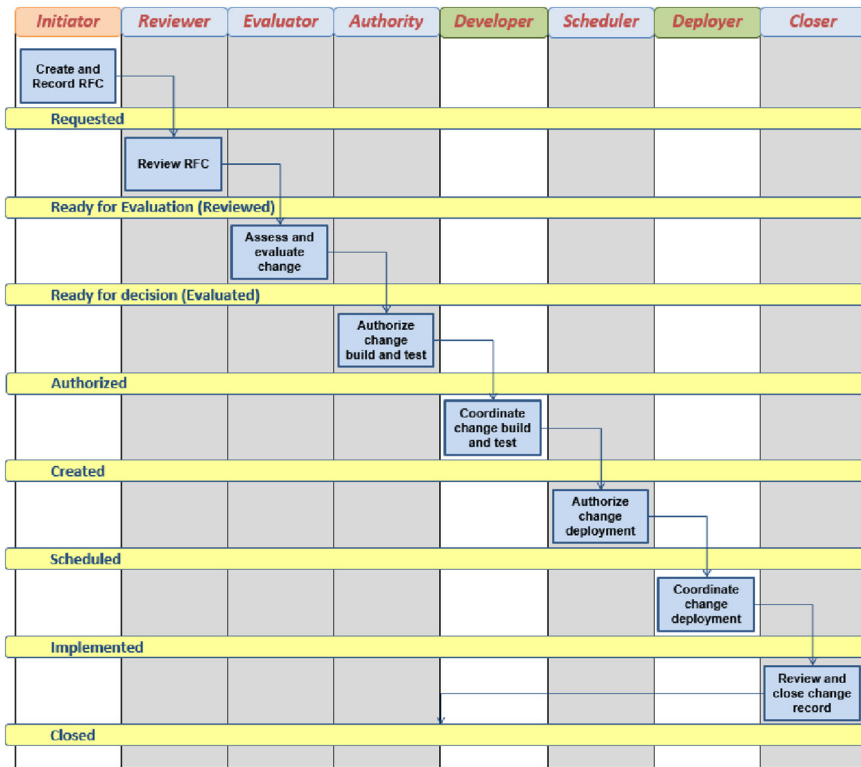 Initiator Reviewer Evaluator Authority Developer Scheduler Deployer Closer
Create and
Record RFC
Requested
Review RFC
Ready for Evaluation (Reviewed)
Assess and
evaluate
change
Ready for decision (Evaluated)
Authorize
change
build and test
Authorized
Coordinate
change build
and test
Created
Authorize
change
deployment
Scheduled
Coordinate
change
deployment
Implemented
Review and
close change
record
Closed